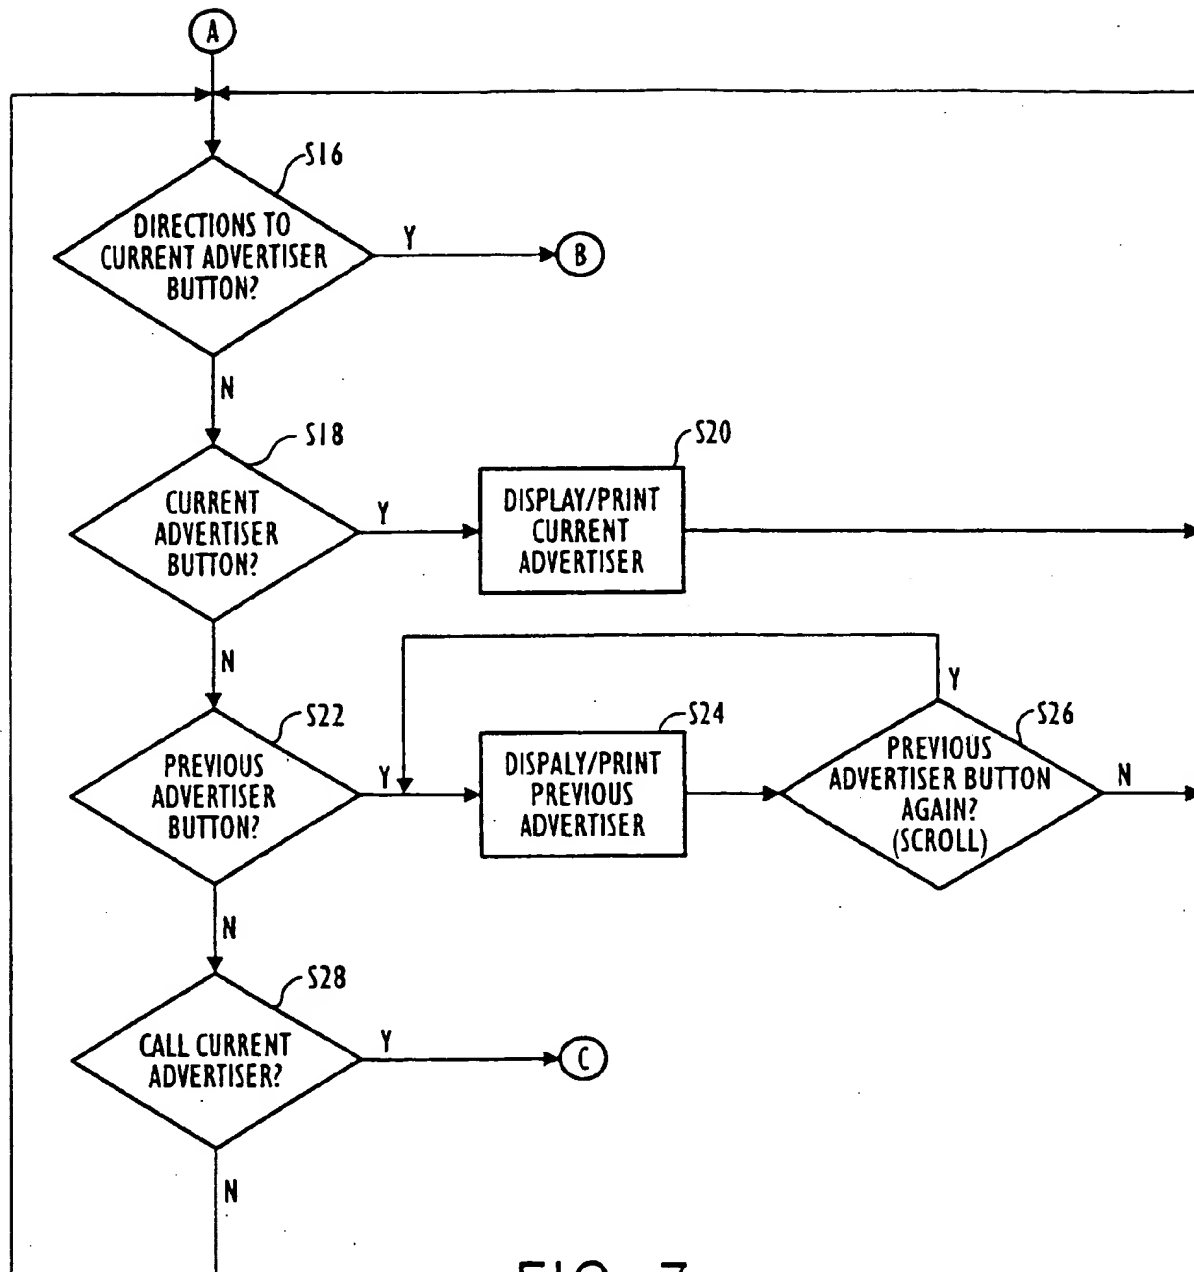 A
S16
DIRECTIONS TO
CURRENT ADVERTISER
BUTTON?
Y
B
N
S18
CURRENT
ADVERTISER
BUTTON?
Y
S20
DISPLAY/PRINT
CURRENT
ADVERTISER
N
S22
PREVIOUS
ADVERTISER
BUTTON?
Y
S24
DISPALY/PRINT
PREVIOUS
ADVERTISER
Y
S26
PREVIOUS
ADVERTISER BUTTON
AGAIN?
(SCROLL)
N
N
S28
CALL CURRENT
ADVERTISER?
Y
C
N